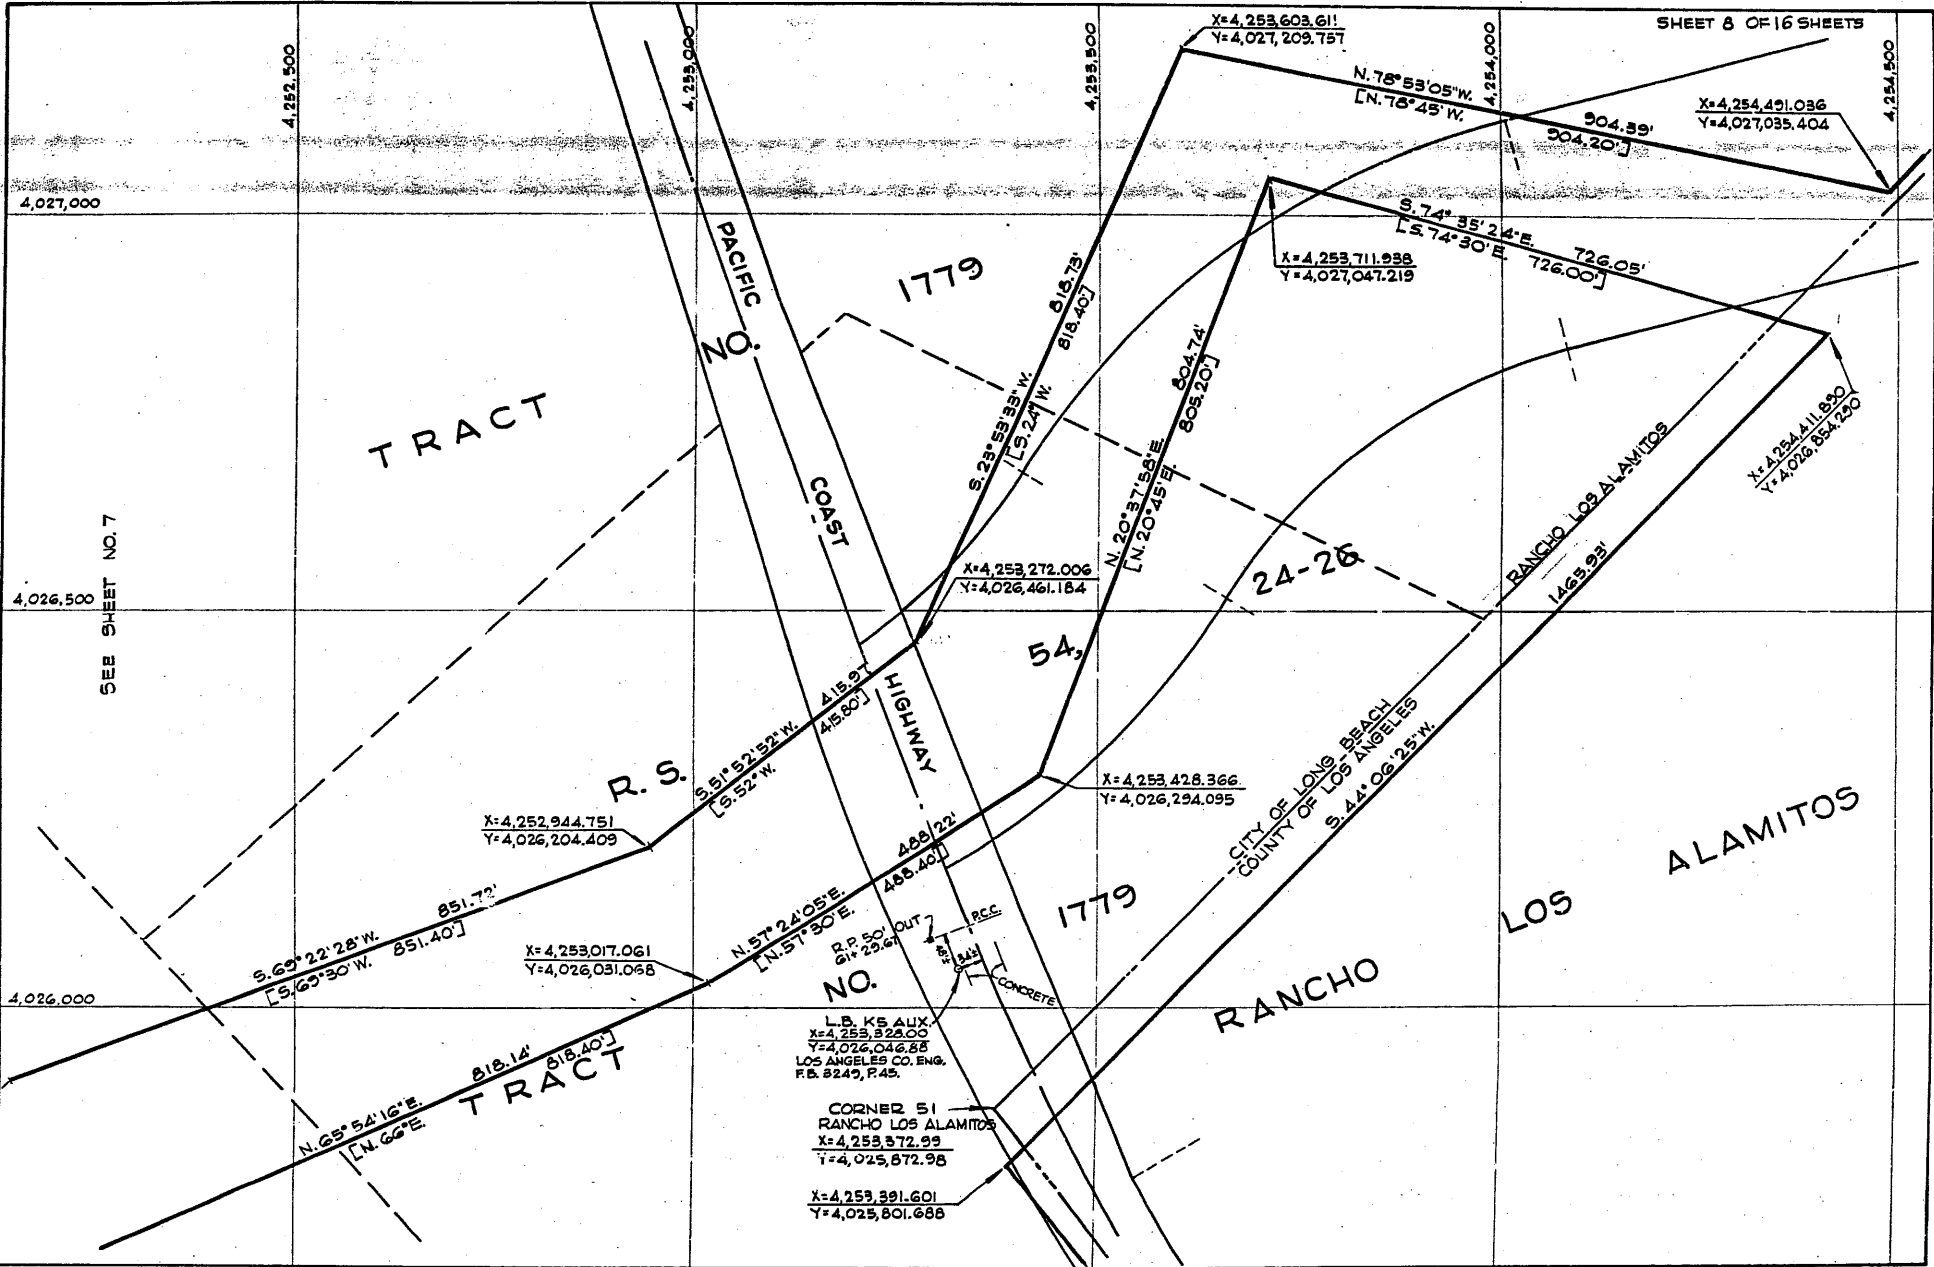 SHEET 8 OF 16 SHEETS
4,252,500
4,253,000
4,253,500
4,254,000
4,254,500
X=4,253,603.611
Y=4,027,209.757
N.78°53'05"W. 904.39'
[N.78°45'W. 904.20']
X=4,254,491.036
Y=4,027,035.404
4,027,000
S.74°35'24"E. 726.05'
[S.74°30'E. 726.00']
X=4,253,711.938
Y=4,027,047.219
PACIFIC
COAST
HIGHWAY
1779
NO.
TRACT
S.23°53'33"W. 818.73'
[S.24°W. 818.40']
N.20°37'58"E. 804.74'
[N.20°45'E. 805.20']
X=4,254,411.890
Y=4,026,854.290
RANCHO LOS ALAMITOS
1465.93'
S.44°06'25"W.
CITY OF LONG BEACH
COUNTY OF LOS ANGELES
SEE SHEET NO. 7
4,026,500
X=4,253,272.006
Y=4,026,461.184
24-26
54,
R. S.
S.51°52'52"W. 415.97'
[S.52°W. 415.80']
X=4,253,428.366
Y=4,026,294.095
X=4,252,944.751
Y=4,026,204.409
S.69°22'28"W. 851.72'
[S.69°30'W. 851.40']
N.57°24'05"E. 488.22'
[N.57°30'E. 488.40']
X=4,253,017.061
Y=4,026,031.068
R.P. 50' OUT
61+29.67
P.C.C.
48'±
34'±
CONCRETE
1779
NO.
4,026,000
L.B. KS AUX.
X=4,253,328.00
Y=4,026,046.88
LOS ANGELES CO. ENG.
F.B. 3249, P.45.
N.65°54'16"E. 818.14'
[N.66°E. 818.40']
TRACT
CORNER 51
RANCHO LOS ALAMITOS
X=4,253,372.99
Y=4,025,872.98
X=4,253,391.601
Y=4,025,801.688
RANCHO LOS ALAMITOS